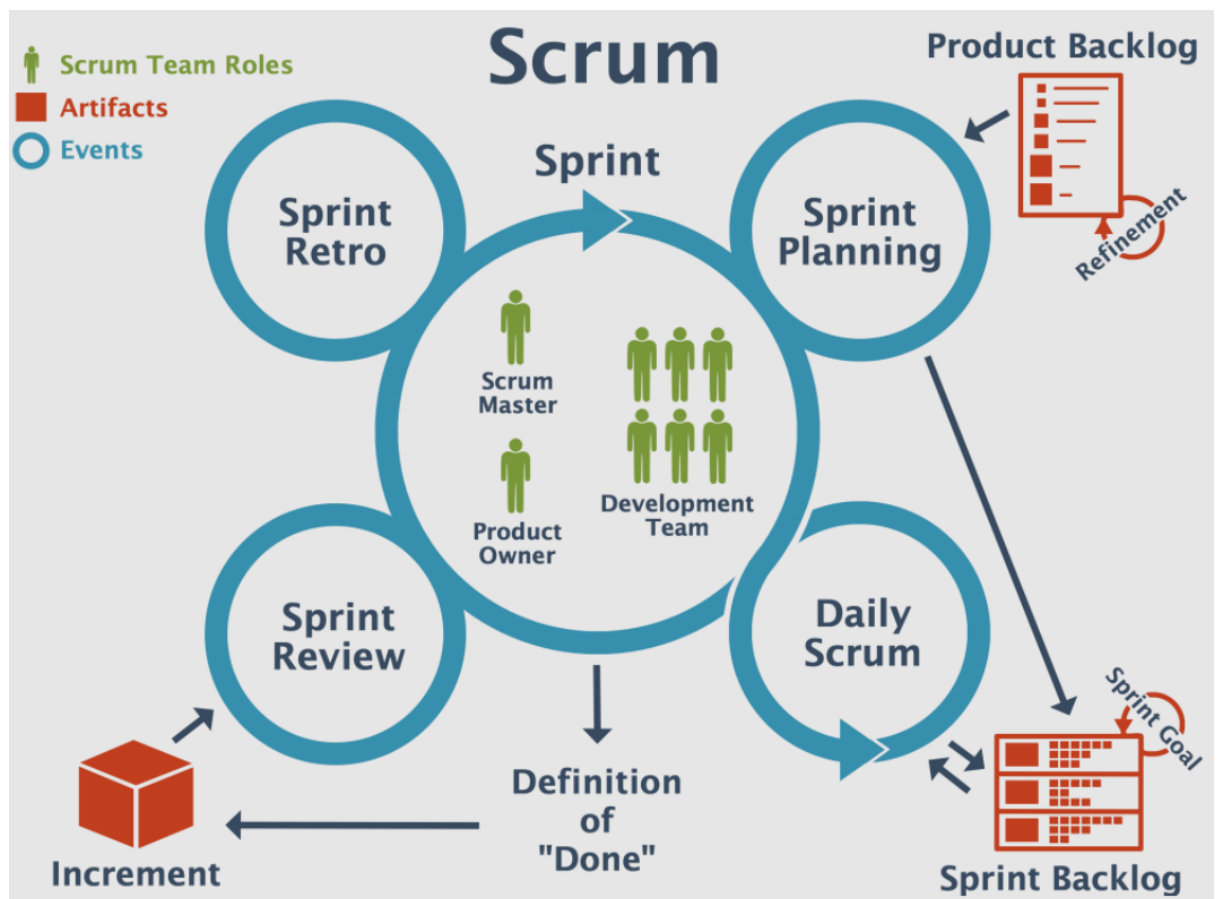 Scrum
Scrum Team Roles
Artifacts
Events
Product Backlog
Refinement
Sprint
Sprint
Retro
Sprint
Planning
Scrum
Master
Product
Owner
Development
Team
Sprint
Review
Daily
Scrum
Sprint Goal
Definition
of
"Done"
Increment
Sprint Backlog